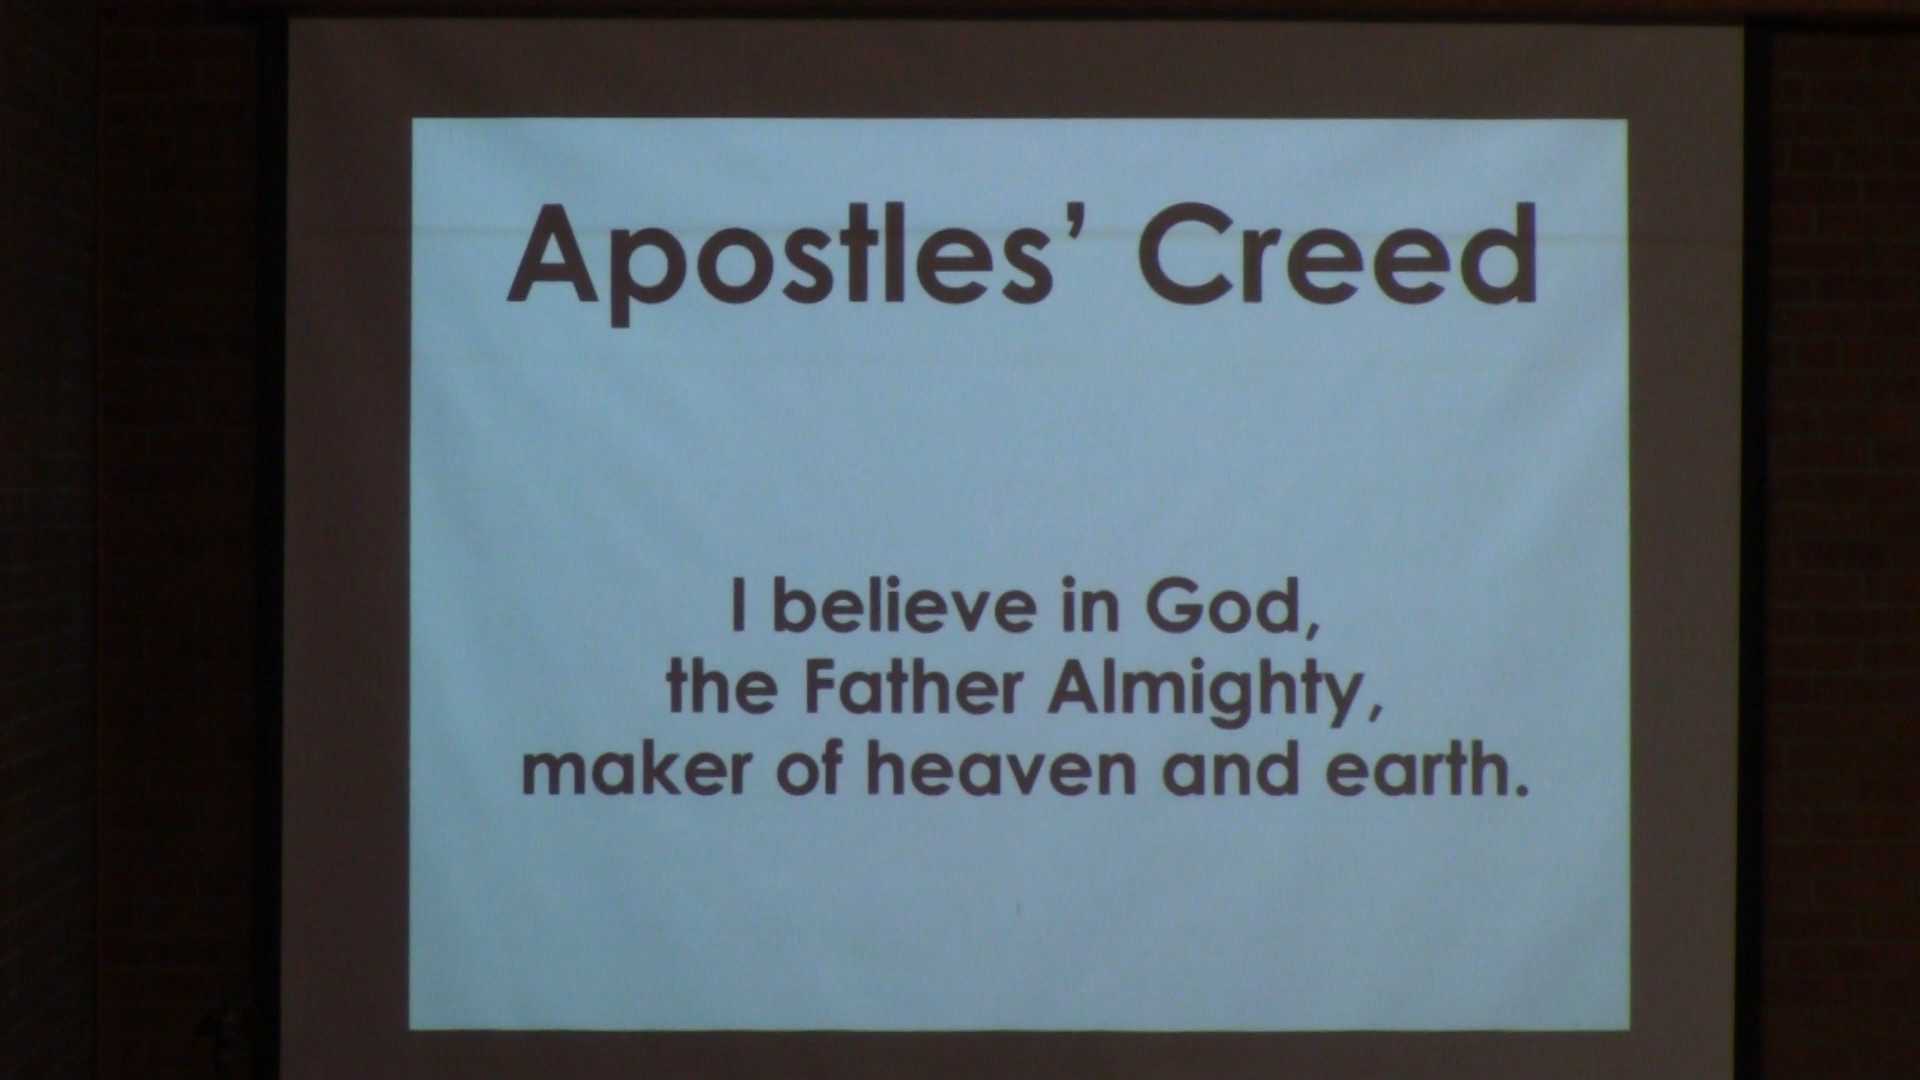 Apostles’ Creed
I believe in God,
the Father Almighty,
maker of heaven and earth.